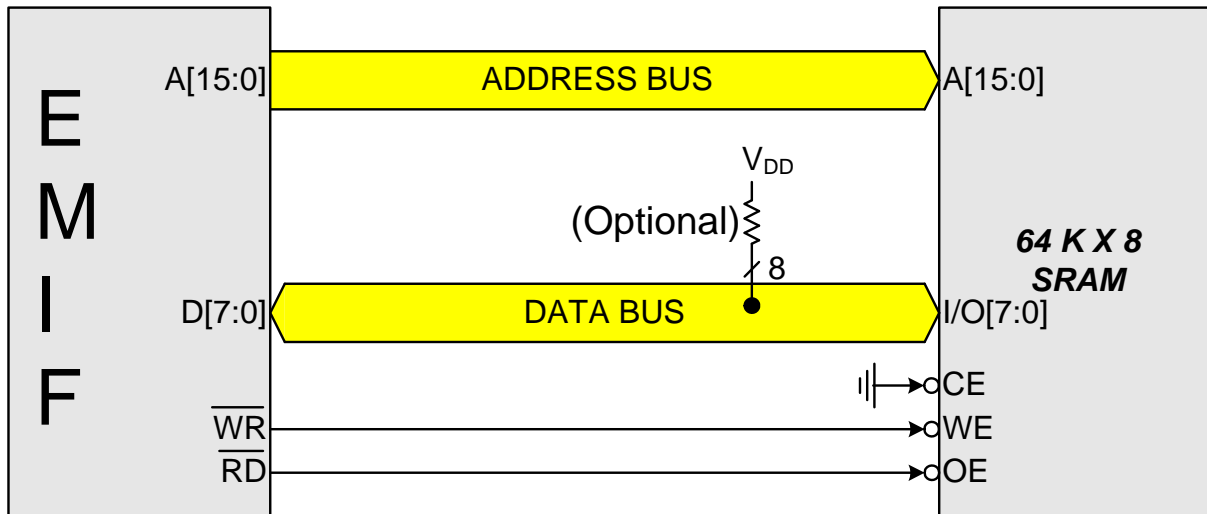 E
M
I
F
A[15:0]
ADDRESS BUS
A[15:0]
VDD
(Optional)
8
64 K X 8
SRAM
D[7:0]
DATA BUS
I/O[7:0]
CE
WR
WE
RD
OE